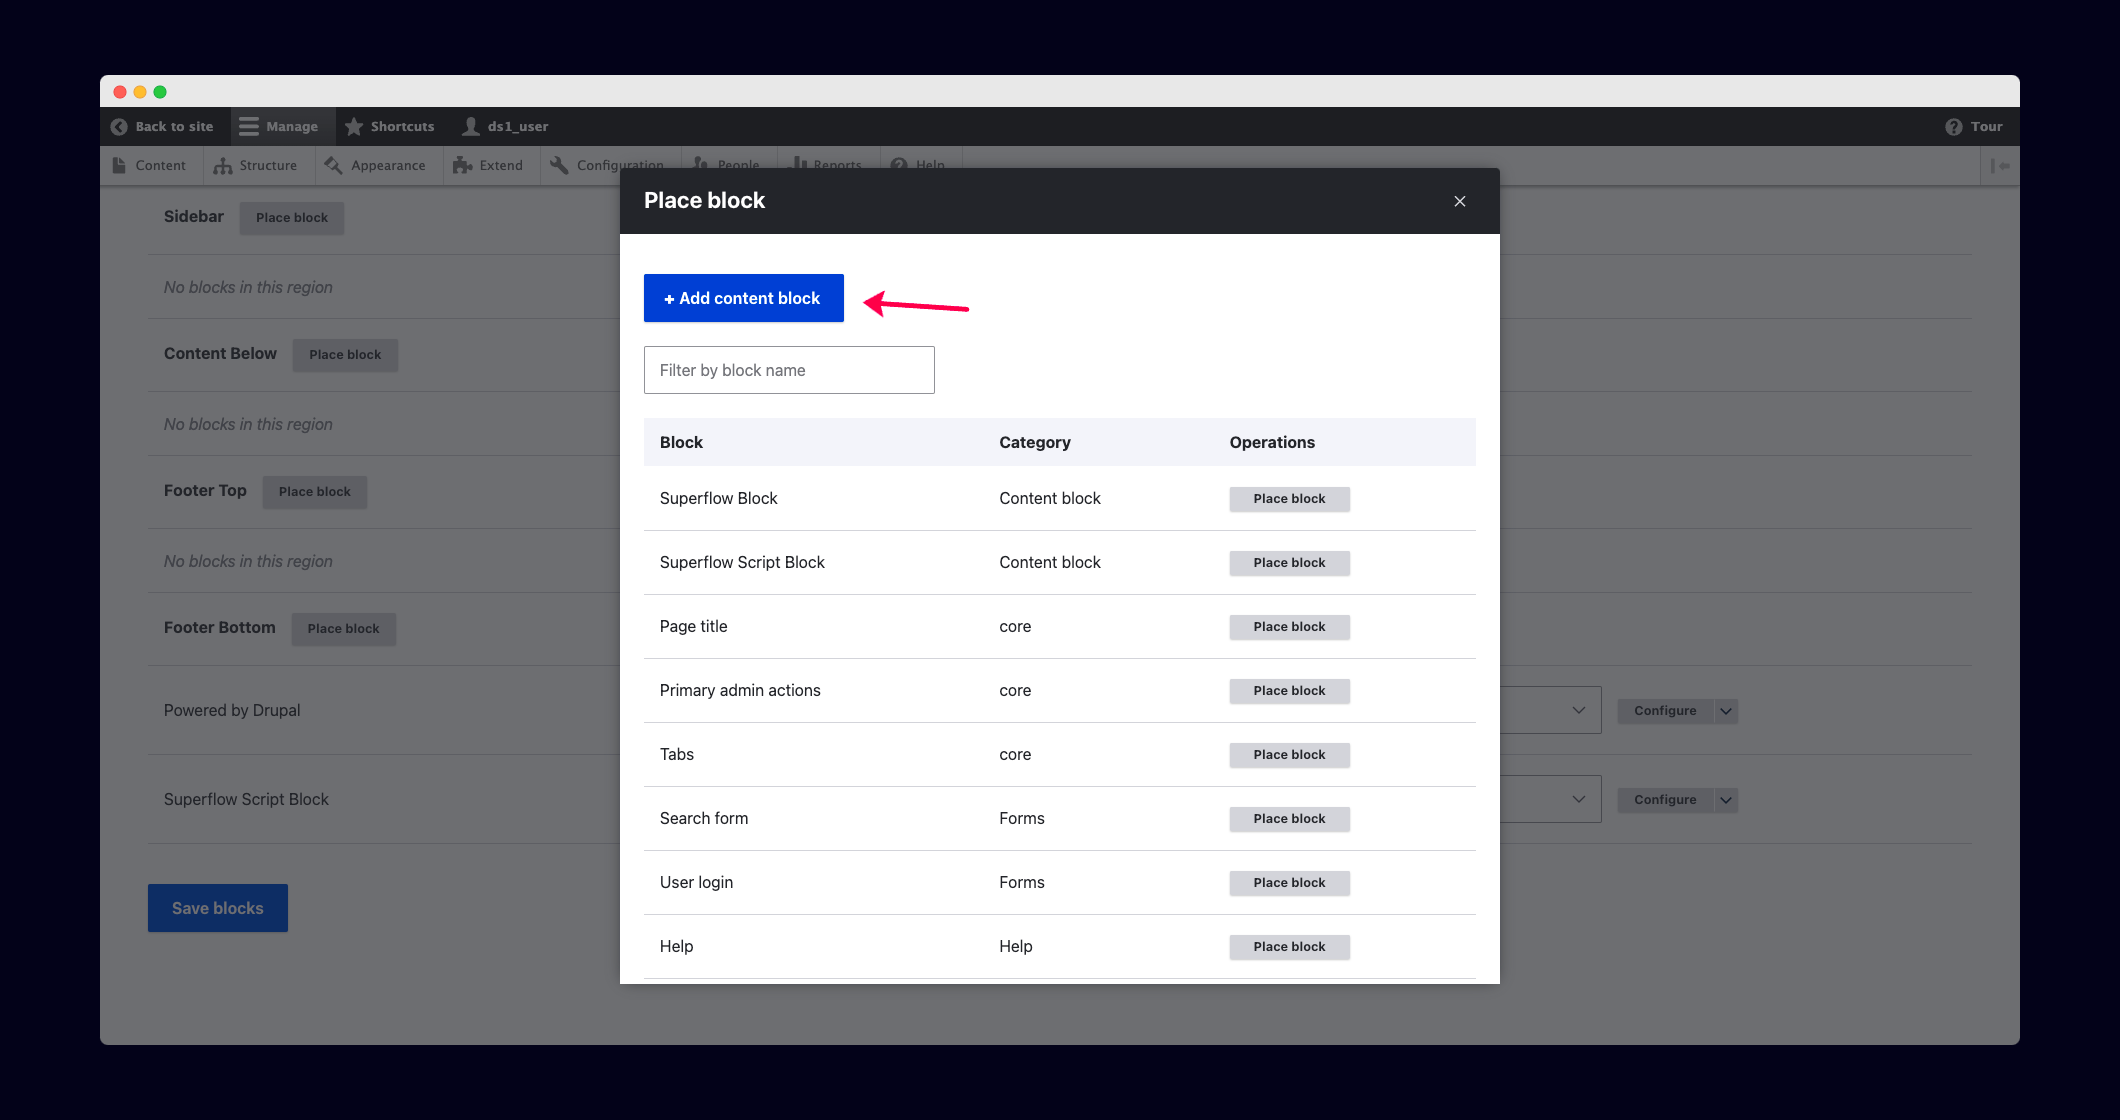 Back to site Manage Shortcuts ds1_user Tour
Content Structure Appearance Extend Configuration People Reports Help
Sidebar Place block
No blocks in this region
Content Below Place block
No blocks in this region
Footer Top Place block
No blocks in this region
Footer Bottom Place block
Powered by Drupal Configure
Superflow Script Block Configure
Save blocks
Place block
+ Add content block
Filter by block name
Block Category Operations
Superflow Block Content block Place block
Superflow Script Block Content block Place block
Page title core Place block
Primary admin actions core Place block
Tabs core Place block
Search form Forms Place block
User login Forms Place block
Help Help Place block